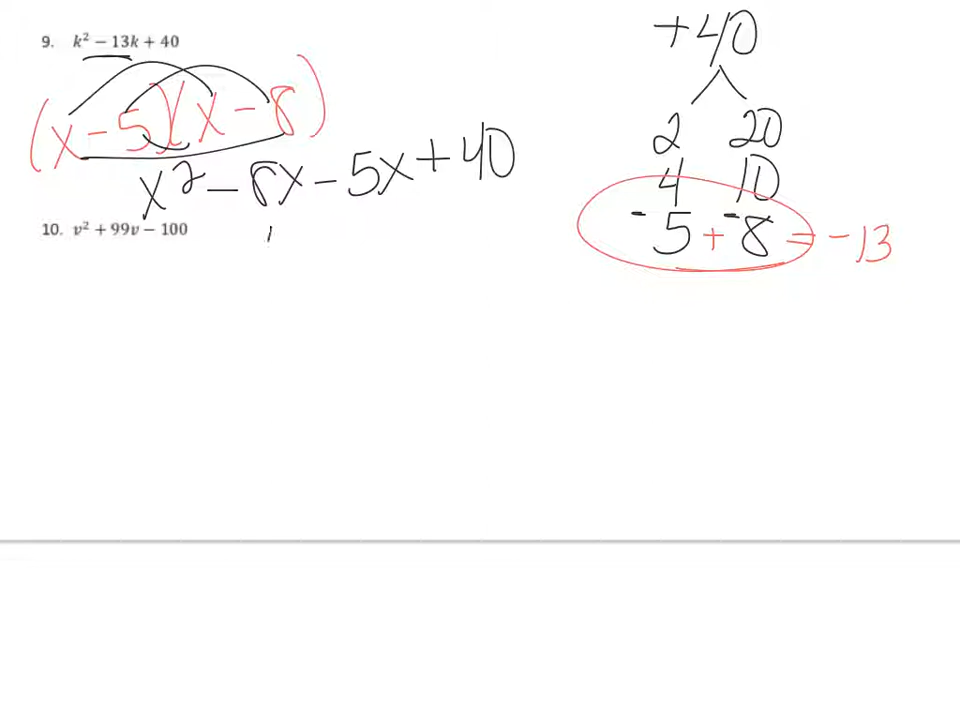 9. k² − 13k + 40
(x − 5)(x − 8)
x² − 8x − 5x + 40
10. v² + 99v − 100
+40
2 20
4 10
-5 + -8 = -13